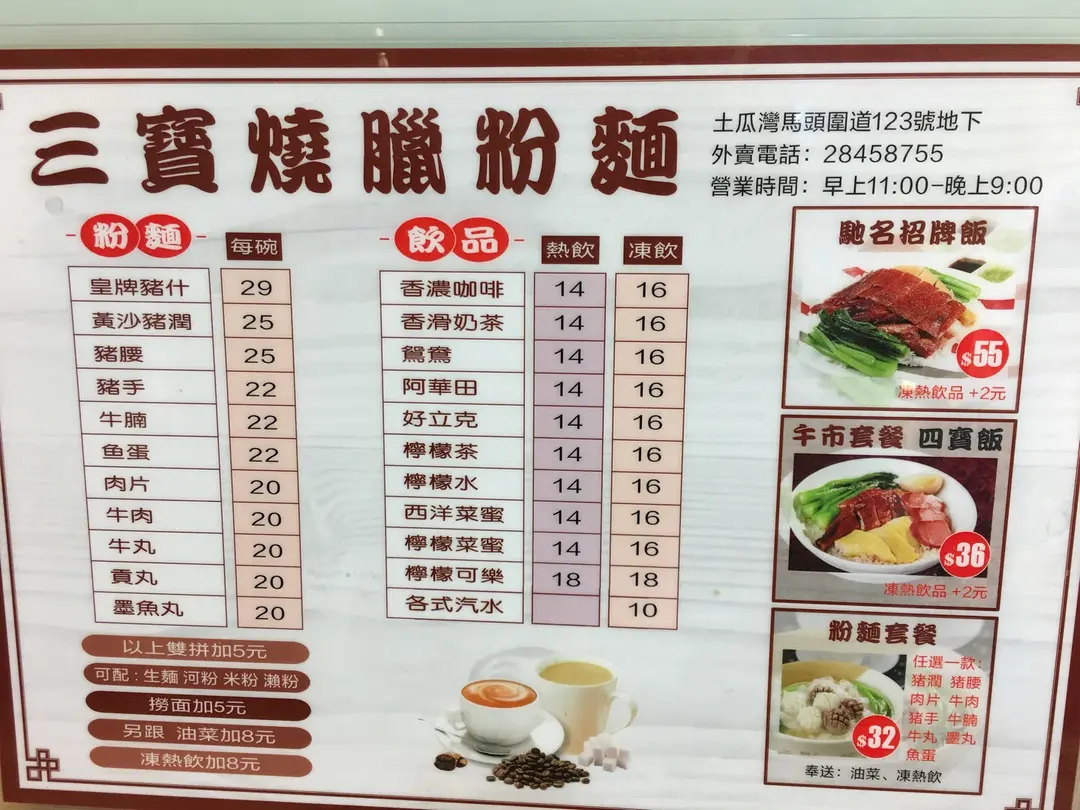 三寶燒臘粉麵
土瓜灣馬頭圍道123號地下
外賣電話：28458755
營業時間：早上11:00-晚上9:00
粉麵 每碗
皇牌豬什 29
黃沙豬潤 25
豬腰 25
豬手 22
牛腩 22
魚蛋 22
肉片 20
牛肉 20
牛丸 20
貢丸 20
墨魚丸 20
以上雙拼加5元
可配：生麵 河粉 米粉 瀨粉
撈面加5元
另跟 油菜加8元
凍熱飲加8元
飲品 熱飲 凍飲
香濃咖啡 14 16
香滑奶茶 14 16
鴛鴦 14 16
阿華田 14 16
好立克 14 16
檸檬茶 14 16
檸檬水 14 16
西洋菜蜜 14 16
檸檬菜蜜 14 16
檸檬可樂 18 18
各式汽水 10
馳名招牌飯
$55
凍熱飲品 +2元
午市套餐 四寶飯
$36
凍熱飲品 +2元
粉麵套餐
任選一款：
猪潤 猪腰
肉片 牛肉
猪手 牛腩
牛丸 墨丸
魚蛋
$32
奉送：油菜、凍熱飲